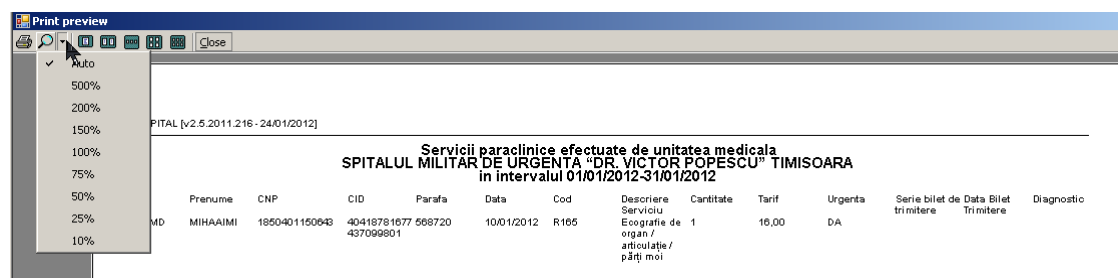 Print preview
Close
Auto
500%
200%
150%
100%
75%
50%
25%
10%
PITAL [v2.5.2011.216 - 24/01/2012]
Servicii paraclinice efectuate de unitatea medicala
SPITALUL MILITAR DE URGENTA “DR. VICTOR POPESCU” TIMISOARA
in intervalul 01/01/2012-31/01/2012
Prenume CNP CID Parafa Data Cod Descriere Cantitate Tarif Urgenta Serie bilet de Data Bilet Diagnostic
Serviciu trimitere Trimitere
MD MIHAAIMI 1850401150643 40418781677 568720 10/01/2012 R165 Ecografie de 1 16,00 DA
437099801 organ /
articulație /
părți moi